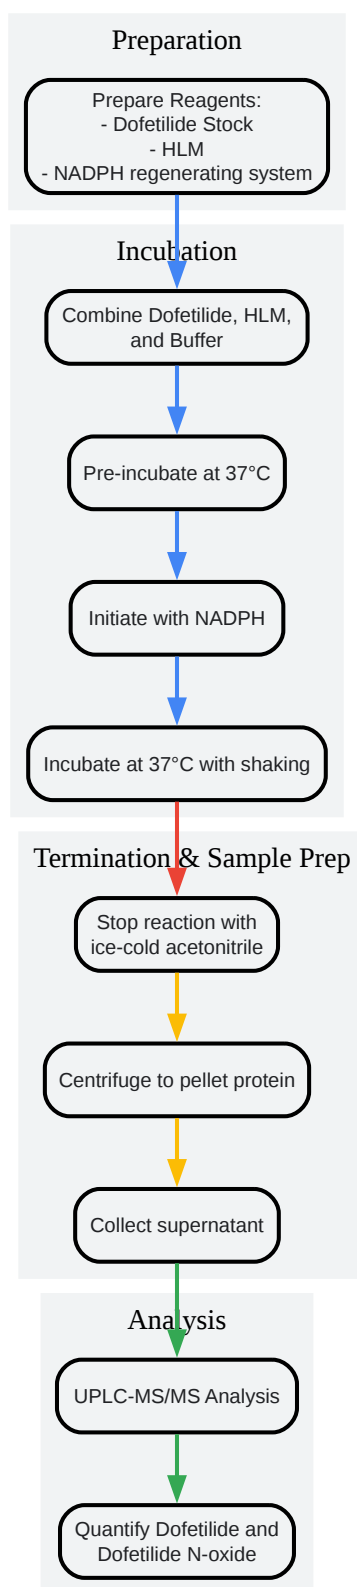 Preparation
Prepare Reagents:
- Dofetilide Stock
- HLM
- NADPH regenerating system
Incubation
Combine Dofetilide, HLM,
and Buffer
Pre-incubate at 37°C
Initiate with NADPH
Incubate at 37°C with shaking
Termination & Sample Prep
Stop reaction with
ice-cold acetonitrile
Centrifuge to pellet protein
Collect supernatant
Analysis
UPLC-MS/MS Analysis
Quantify Dofetilide and
Dofetilide N-oxide